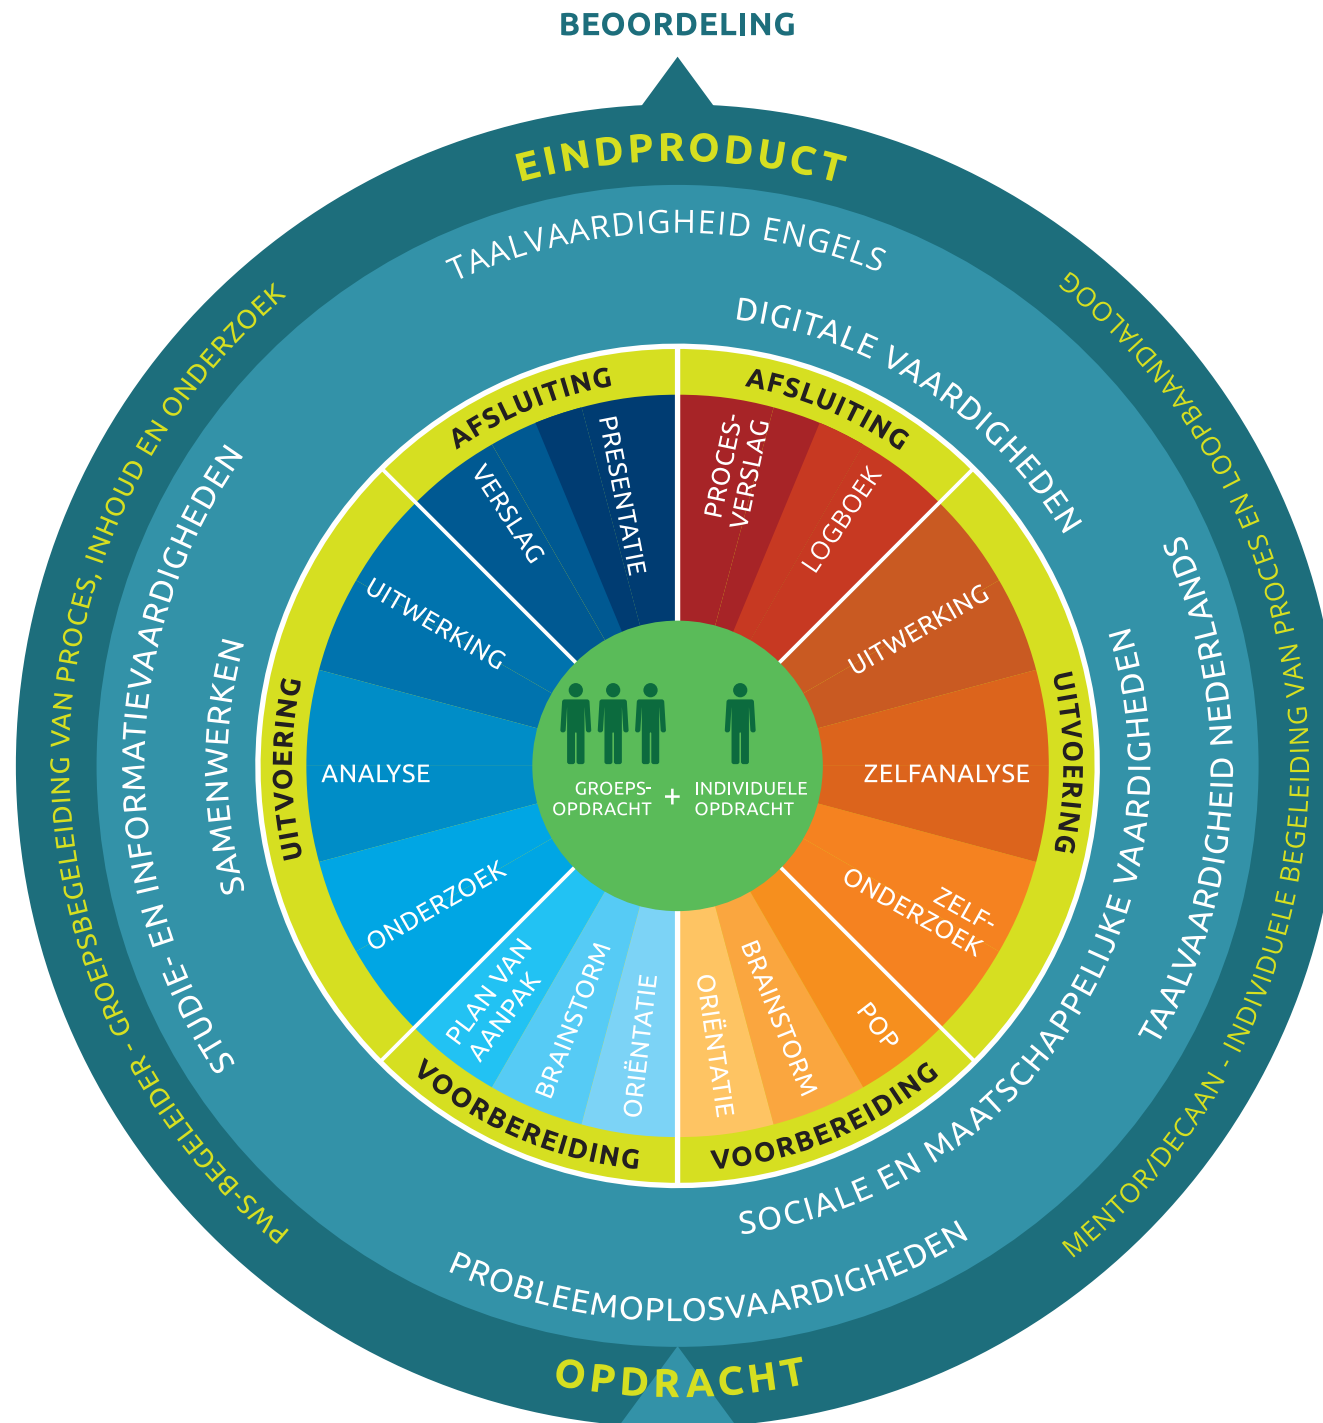 BEOORDELING
EINDPRODUCT
TAALVAARDIGHEID ENGELS
DIGITALE VAARDIGHEDEN
PWS-BEGELEIDER - GROEPSBEGELEIDING VAN PROCES, INHOUD EN ONDERZOEK
MENTOR/DECAAN - INDIVIDUELE BEGELEIDING VAN PROCES EN LOOPBAANDIALOOG
STUDIE- EN INFORMATIEVAARDIGHEDEN
SAMENWERKEN
TAALVAARDIGHEID NEDERLANDS
SOCIALE EN MAATSCHAPPELIJKE VAARDIGHEDEN
AFSLUITING
AFSLUITING
VERSLAG
PRESENTATIE
PROCES-
VERSLAG
LOGBOEK
UITVOERING
UITWERKING
ANALYSE
ONDERZOEK
UITVOERING
UITWERKING
ZELFANALYSE
ZELF-
ONDERZOEK
GROEPS-
OPDRACHT
+
INDIVIDUELE
OPDRACHT
PLAN VAN
AANPAK
BRAINSTORM
ORIËNTATIE
ORIËNTATIE
BRAINSTORM
POP
VOORBEREIDING
VOORBEREIDING
PROBLEEMOPLOSVAARDIGHEDEN
OPDRACHT